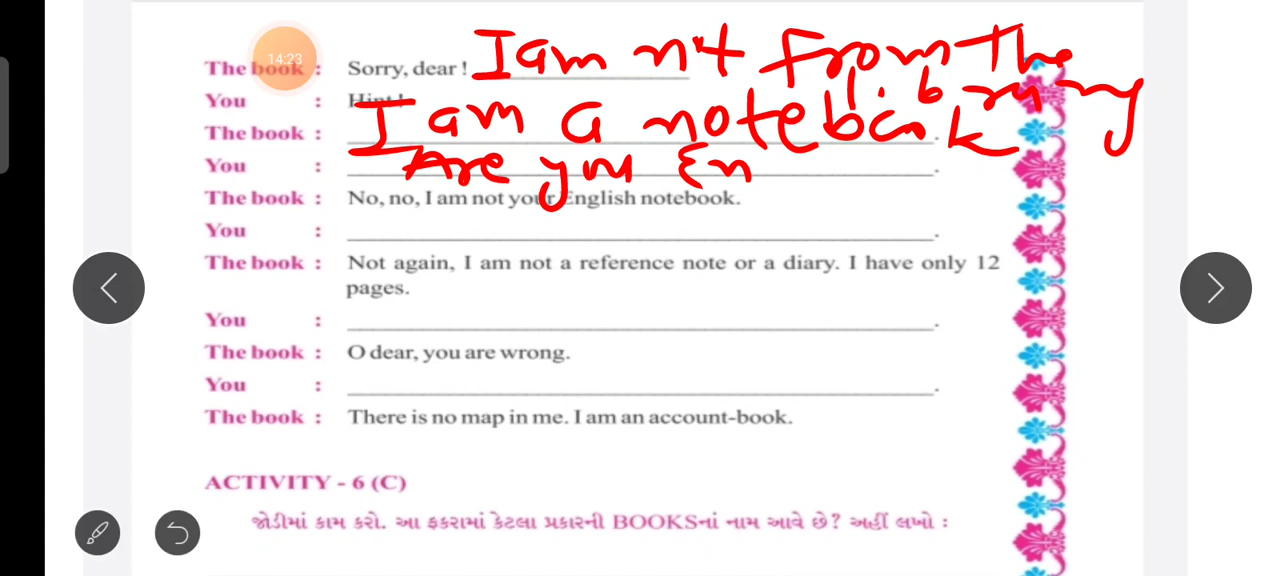 The book : Sorry, dear ! I am not from the library
14:23
You : Hint !
The book : I am a notebook.
You : Are you En
The book : No, no, I am not your English notebook.
You : .
The book : Not again, I am not a reference note or a diary. I have only 12
pages.
You : .
The book : O dear, you are wrong.
You : .
The book : There is no map in me. I am an account-book.
ACTIVITY - 6 (C)
જોડીમાં કામ કરો. આ ફકરામાં કેટલા પ્રકારની BOOKSનાં નામ આવે છે? અહીં લખો :